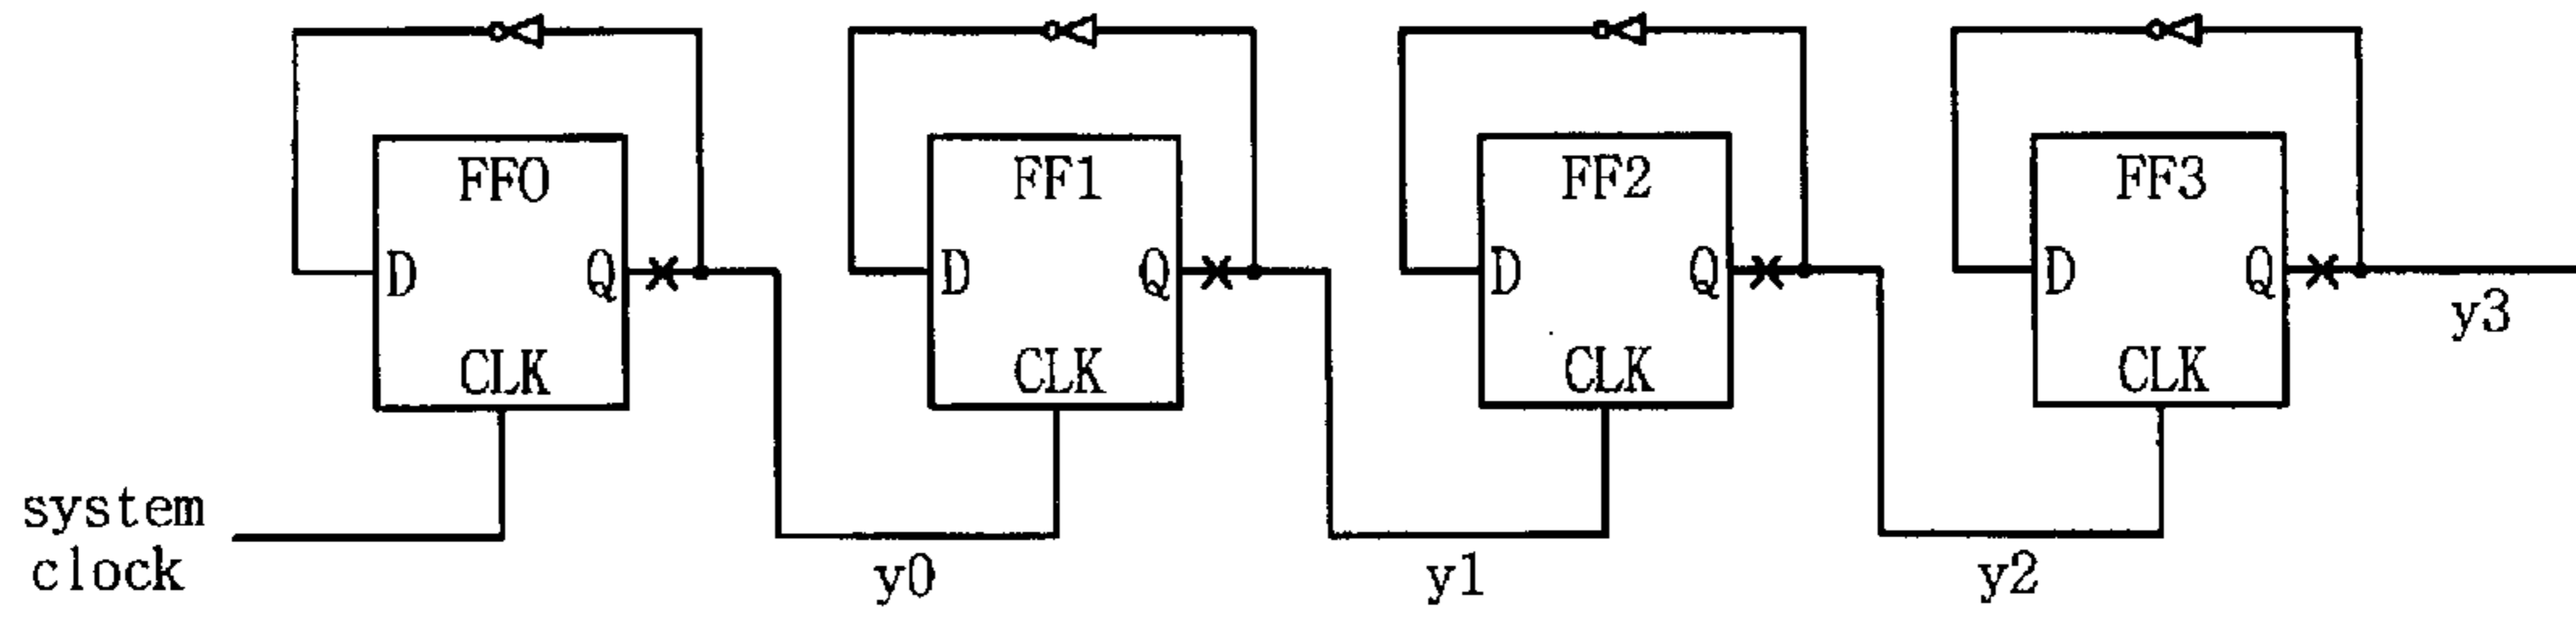 FF0
D
Q
CLK
FF1
D
Q
CLK
FF2
D
Q
CLK
FF3
D
Q
CLK
system
clock
y0
y1
y2
y3